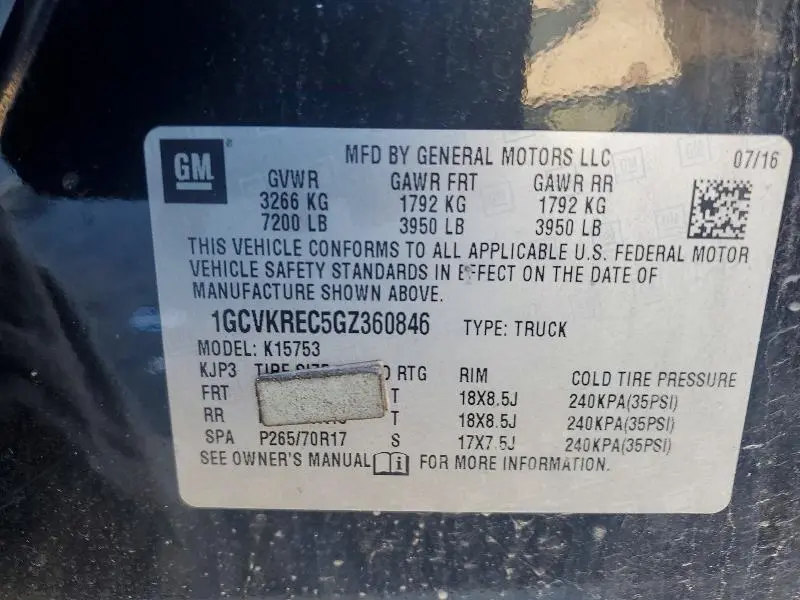 GM
MFD BY GENERAL MOTORS LLC 07/16
GVWR GAWR FRT GAWR RR
3266 KG 1792 KG 1792 KG
7200 LB 3950 LB 3950 LB
THIS VEHICLE CONFORMS TO ALL APPLICABLE U.S. FEDERAL MOTOR
VEHICLE SAFETY STANDARDS IN EFFECT ON THE DATE OF
MANUFACTURE SHOWN ABOVE.
1GCVKREC5GZ360846 TYPE: TRUCK
MODEL: K15753
KJP3 TIRE SIZE RTG RIM COLD TIRE PRESSURE
FRT T 18X8.5J 240KPA(35PSI)
RR T 18X8.5J 240KPA(35PSI)
SPA P265/70R17 S 17X7.5J 240KPA(35PSI)
SEE OWNER'S MANUAL i FOR MORE INFORMATION.